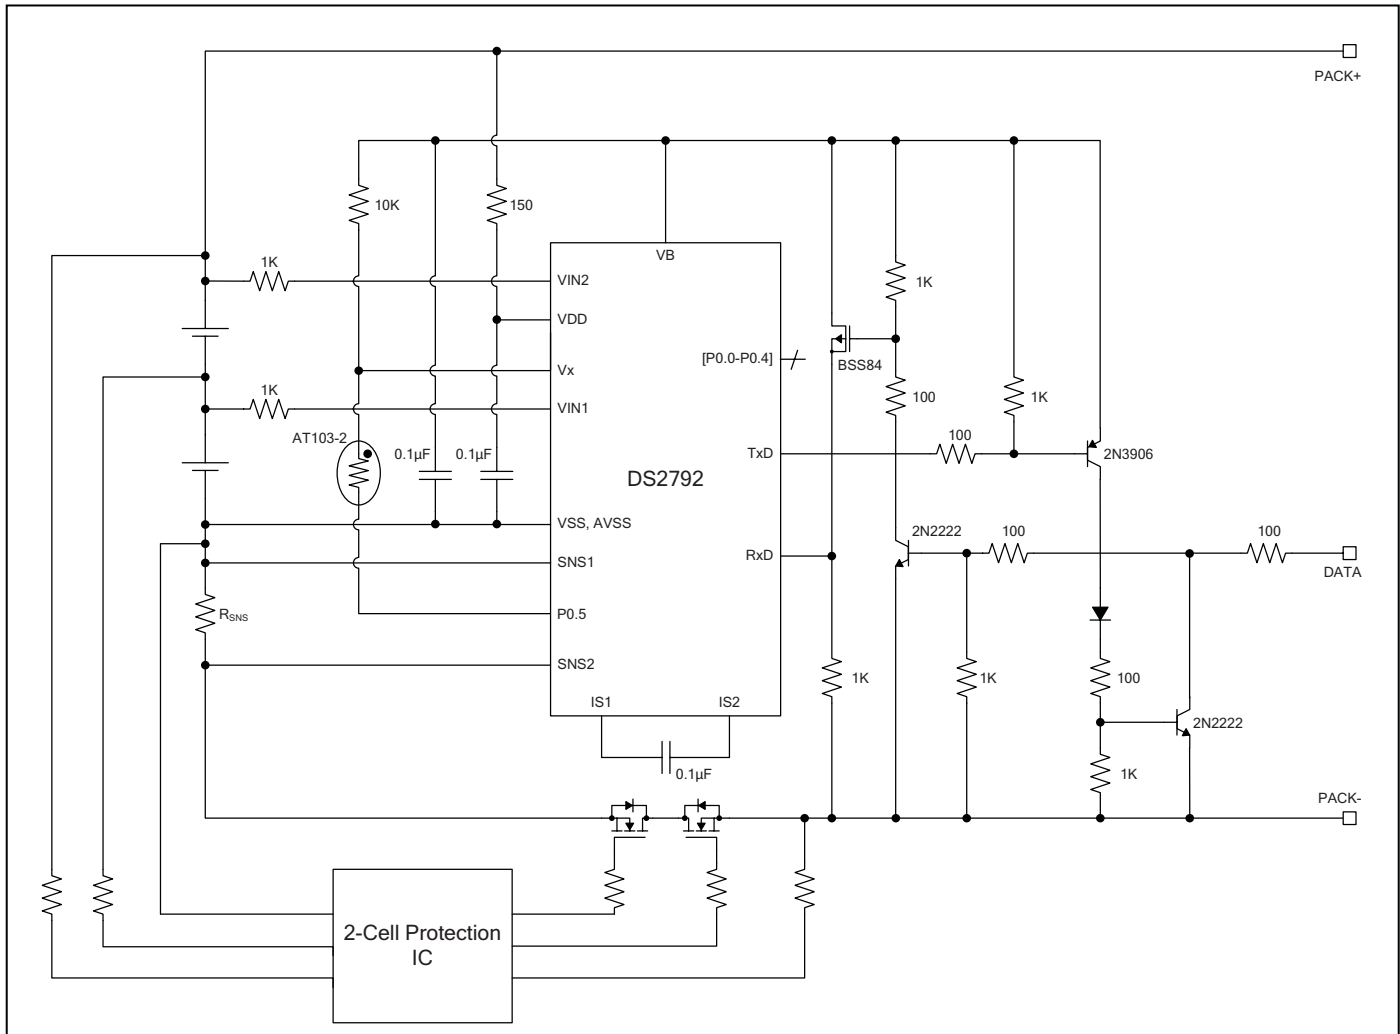 PACK+
10K
150
VB
1K
VIN2
1K
VDD
[P0.0-P0.4]
BSS84
Vx
1K
100
1K
VIN1
AT103-2
0.1µF
0.1µF
TxD
100
2N3906
DS2792
VSS, AVSS
2N2222
100
100
RxD
SNS1
DATA
RSNS
P0.5
SNS2
1K
1K
100
IS1
IS2
2N2222
0.1µF
1K
PACK-
2-Cell Protection
IC